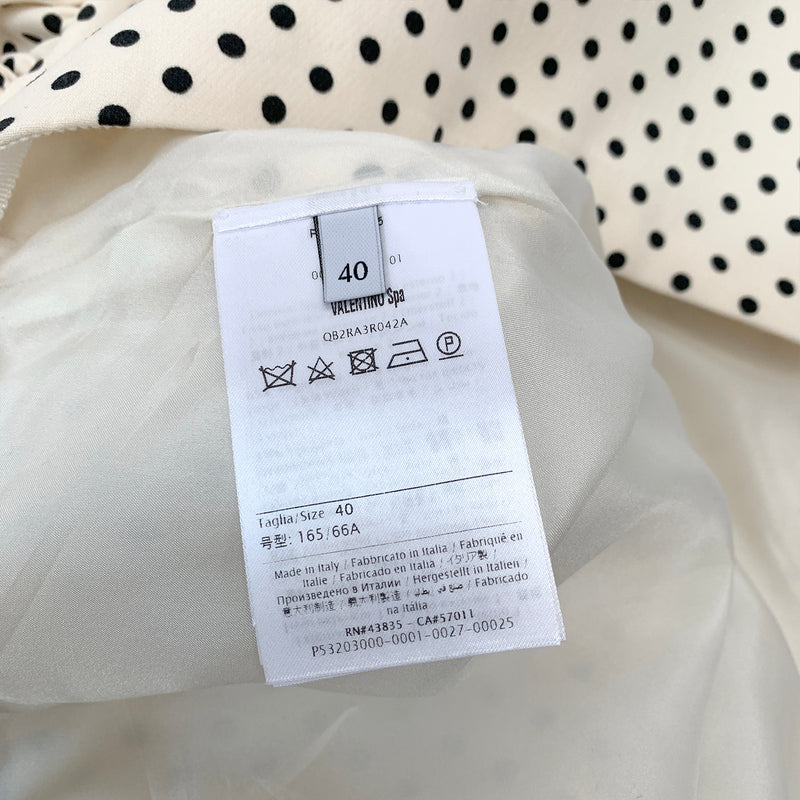 40
VALENTINO Spa
QB2RA3R042A
P
Taglia/Size 40
号型: 165/66A
Made in Italy / Fabbricato in Italia / Fabriqué en
Italie / Fabricado en Italia / イタリア製 /
Произведено в Италии / Hergestellt in Italien /
意大利制造 / 義大利製造 / صنع في إيطاليا / Fabricado
na Itália
RN#43835 - CA#57011
P53203000-0001-0027-00025